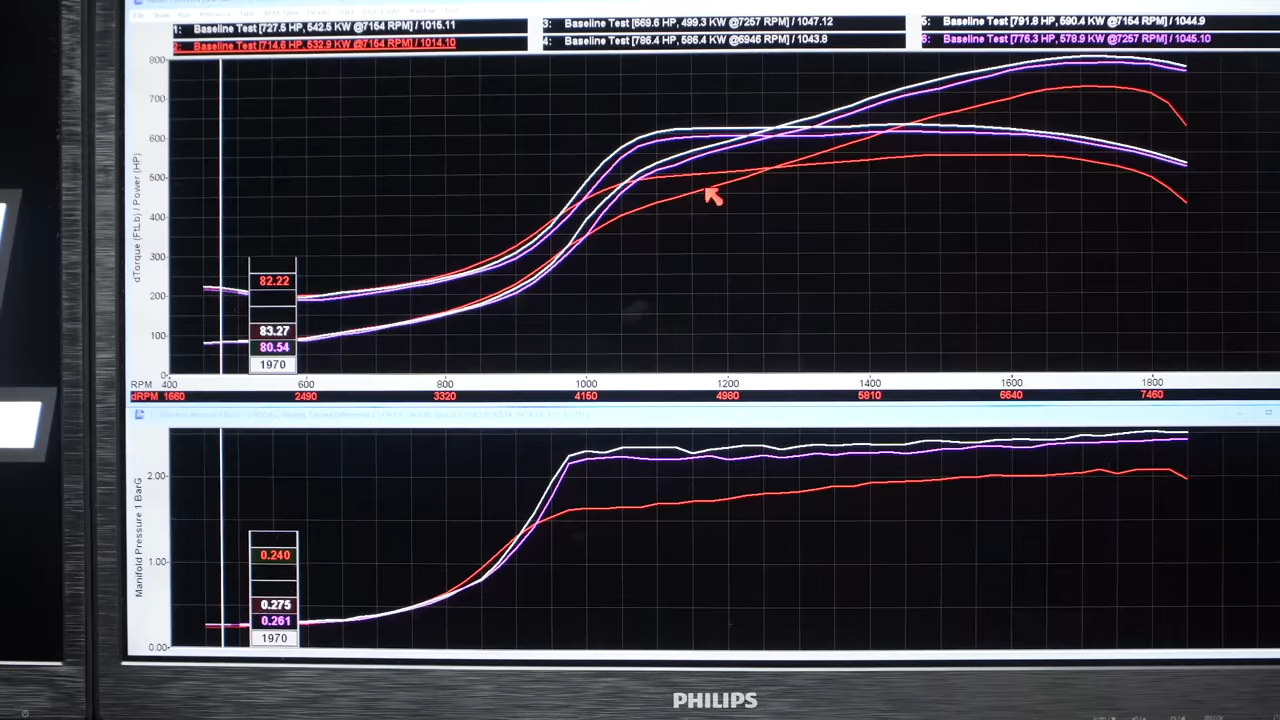 File
1: Baseline Test [727.5 HP, 542.5 KW @7154 RPM] / 1015.11
2: Baseline Test [714.6 HP, 532.9 KW @7154 RPM] / 1014.10
3: Baseline Test [669.6 HP, 499.3 KW @7257 RPM] / 1047.12
4: Baseline Test [786.4 HP, 586.4 KW @6946 RPM] / 1043.8
5: Baseline Test [791.8 HP, 590.4 KW @7154 RPM] / 1044.9
6: Baseline Test [776.3 HP, 578.9 KW @7257 RPM] / 1045.10
dTorque (FtLb) / Power (HP)
800
700
600
500
400
300
200
100
0
82.22
83.27
80.54
1970
RPM 400 600 800 1000 1200 1400 1600 1800
dRPM 1660 2490 3320 4150 4980 5810 6640 7460
Manifold Pressure 1 BarG
2.00
1.00
0.00
0.240
0.275
0.261
1970
PHILIPS